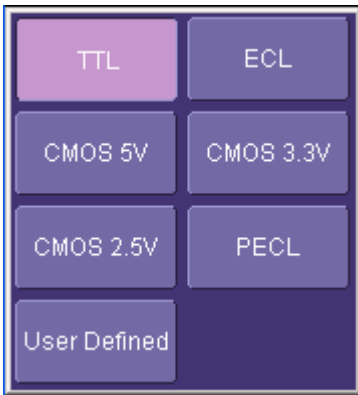 TTL
ECL
CMOS 5V
CMOS 3.3V
CMOS 2.5V
PECL
User Defined